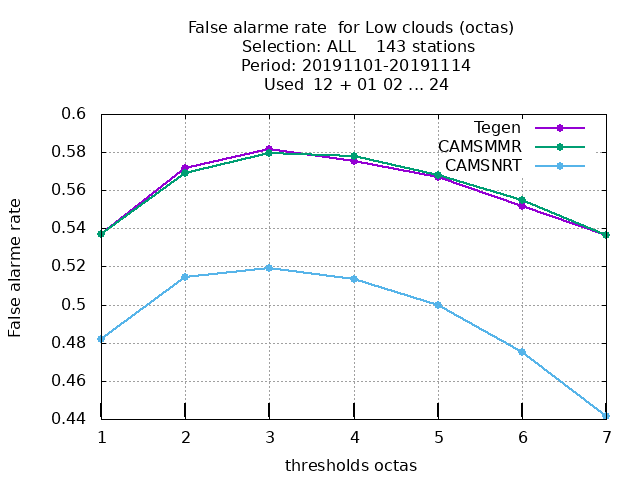 False alarme rate  for Low clouds (octas)
Selection: ALL    143 stations
Period: 20191101-20191114
Used  12 + 01 02 ... 24
0.6
0.58
0.56
0.54
0.52
0.5
0.48
0.46
0.44
False alarme rate
Tegen
CAMSMMR
CAMSNRT
1 2 3 4 5 6 7
thresholds octas